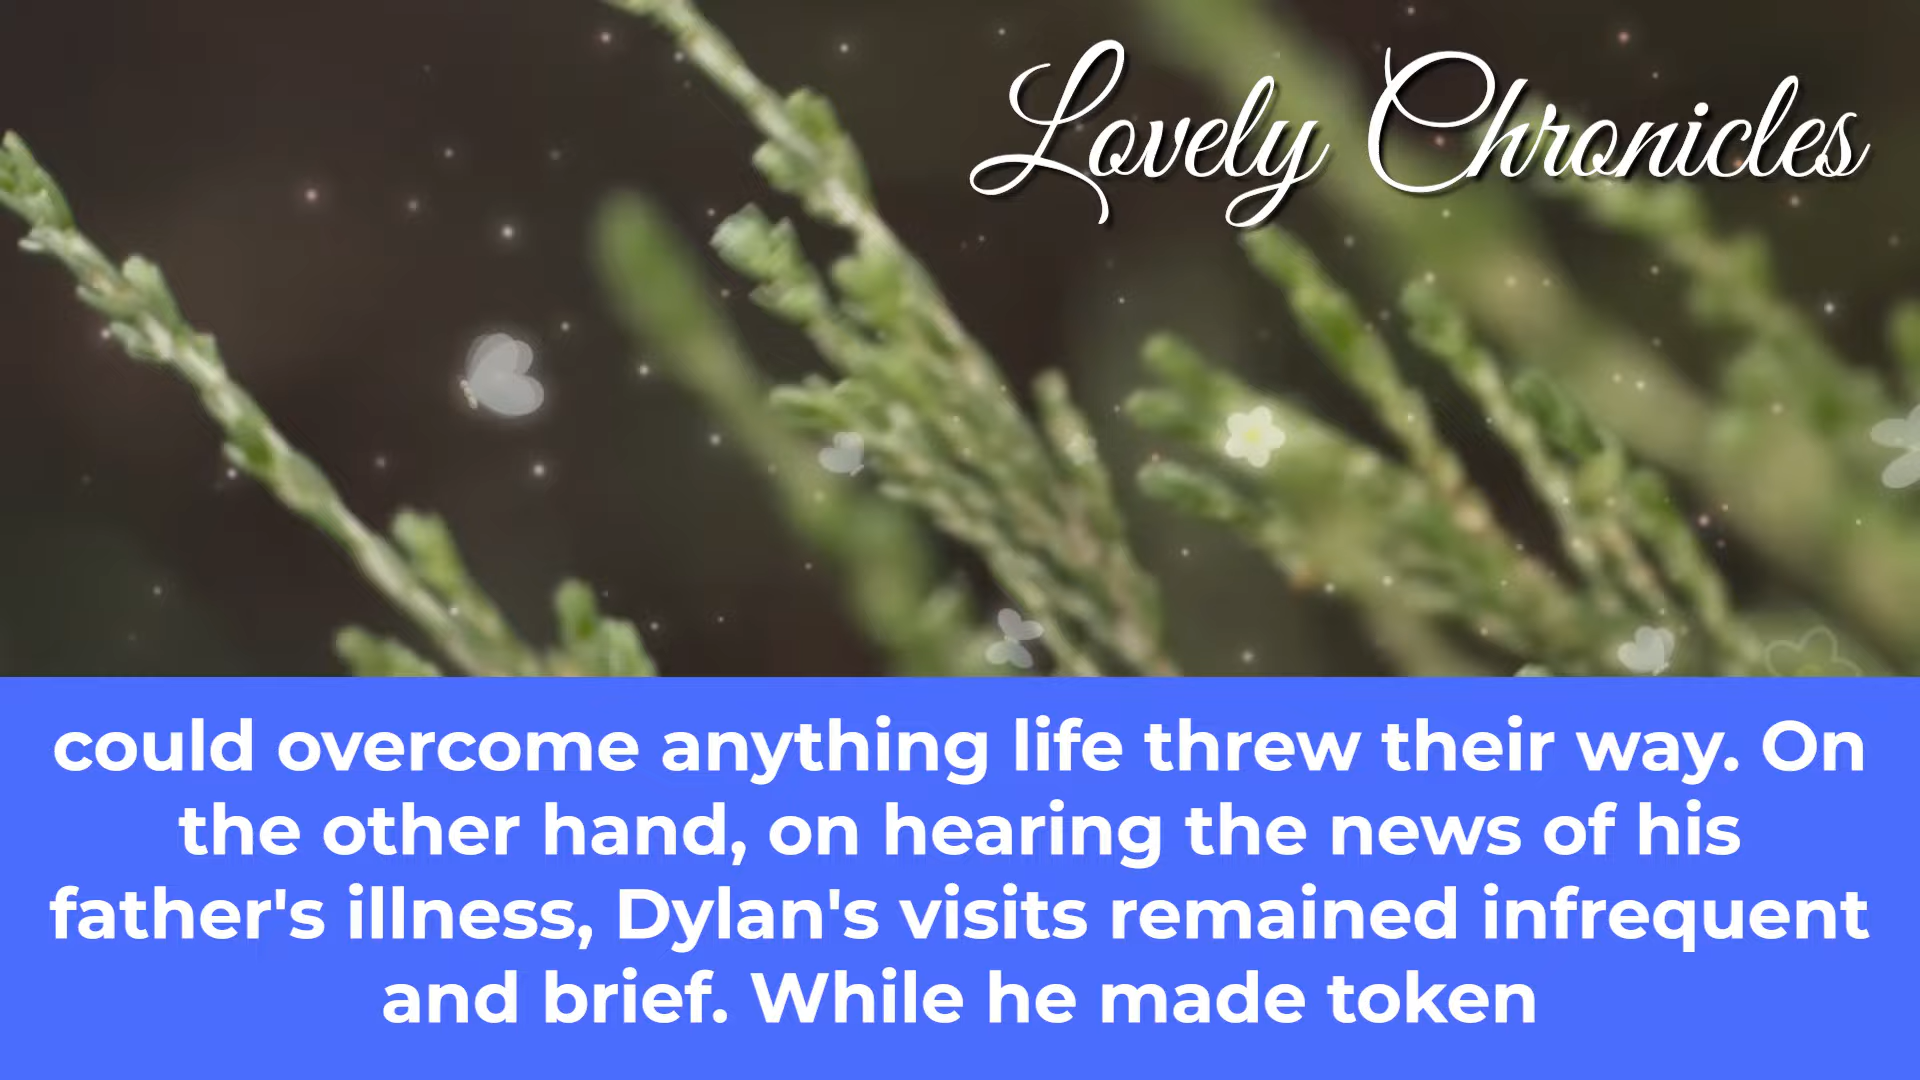 Lovely Chronicles
could overcome anything life threw their way. On
the other hand, on hearing the news of his
father's illness, Dylan's visits remained infrequent
and brief. While he made token